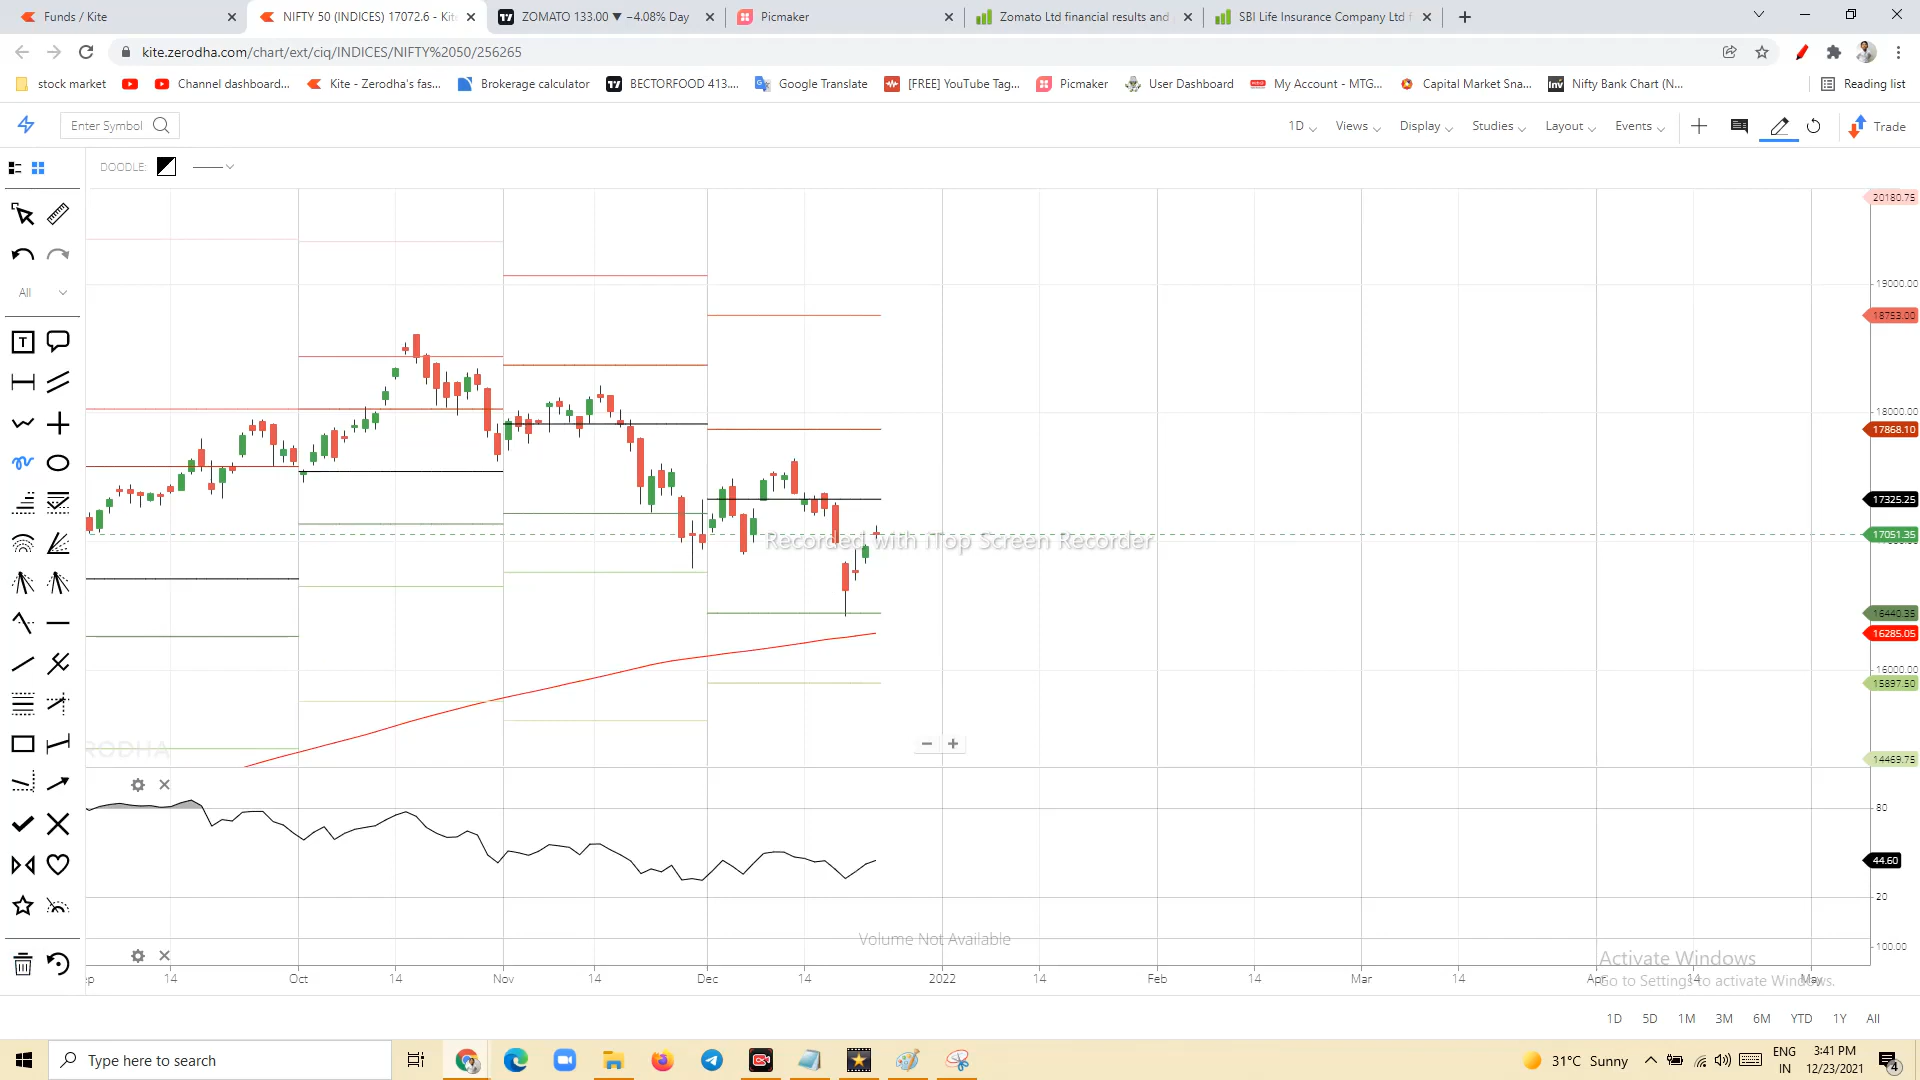 Funds / Kite
NIFTY 50 (INDICES) 17072.6 - Kite
ZOMATO 133.00 ▼ −4.08% Day
Picmaker
Zomato Ltd financial results and
SBI Life Insurance Company Ltd f
kite.zerodha.com/chart/ext/ciq/INDICES/NIFTY%2050/256265
stock market
Channel dashboard...
Kite - Zerodha's fas...
Brokerage calculator
BECTORFOOD 413....
Google Translate
[FREE] YouTube Tag...
Picmaker
User Dashboard
My Account - MTG...
Capital Market Sna...
Nifty Bank Chart (N...
Reading list
Enter Symbol
1D
Views
Display
Studies
Layout
Events
Trade
DOODLE:
All
20180.75
19000.00
18753.00
18000.00
17868.10
17325.25
17051.35
Recorded with iTop Screen Recorder
16440.35
16285.05
16000.00
15897.50
14469.75
80
44.60
20
100.00
Volume Not Available
14
Oct
14
Nov
14
Dec
14
2022
14
Feb
14
Mar
14
14
May
Activate Windows
Go to Settings to activate Windows.
1D
5D
1M
3M
6M
YTD
1Y
All
Type here to search
31°C Sunny
ENG
IN
3:41 PM
12/23/2021
4